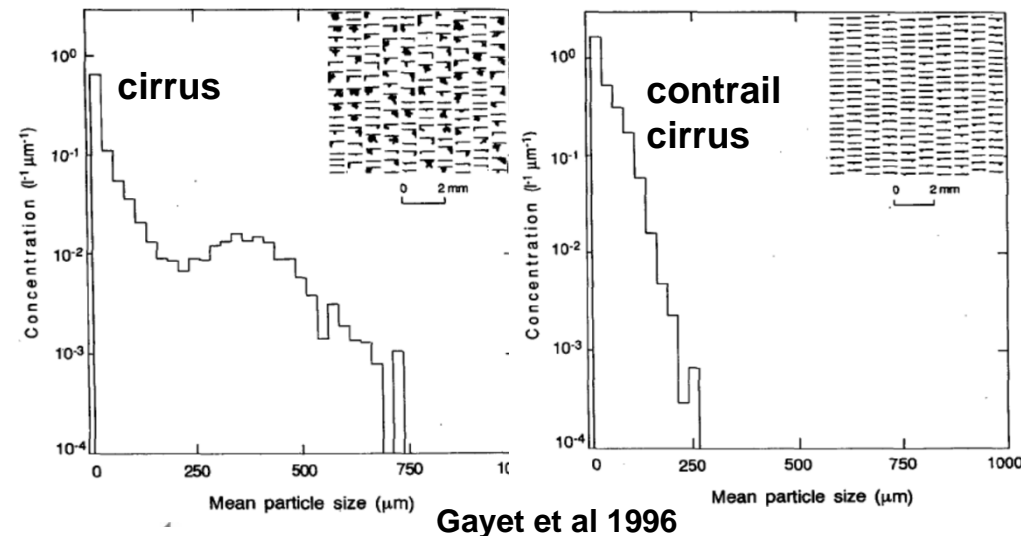 cirrus
0 2 mm
Concentration (l⁻¹ μm⁻¹)
10⁰
10⁻¹
10⁻²
10⁻³
10⁻⁴
0 250 500 750 10
Mean particle size (μm)
contrail
cirrus
0 2 mm
Concentration (l⁻¹ μm⁻¹)
10⁰
10⁻¹
10⁻²
10⁻³
10⁻⁴
0 250 500 750 1000
Mean particle size (μm)
Gayet et al 1996